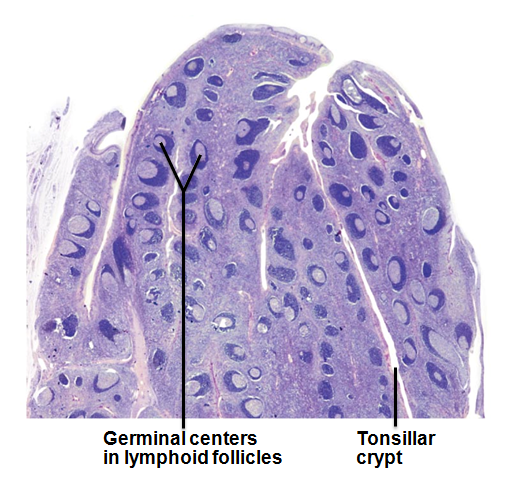 Germinal centers
in lymphoid follicles
Tonsillar
crypt